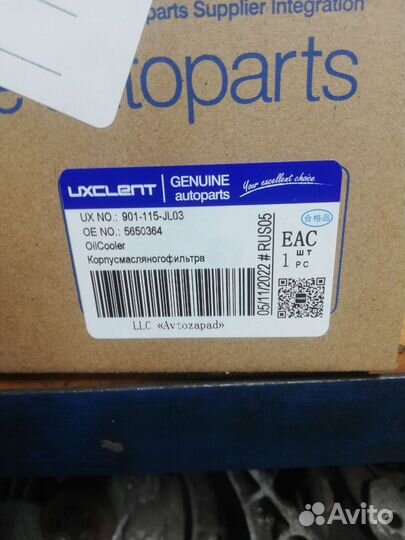 parts Supplier Integration
autoparts
UXCLENT
GENUINE
autoparts
Your excellent choice
UX NO.: 901-115-JL03
OE NO.: 5650364
OilCooler
Корпусмасляногофильтра
LLC «Avtozapad»
05/11/2022 # RUS05
合格品
EAC
1 шт
PC
Avito